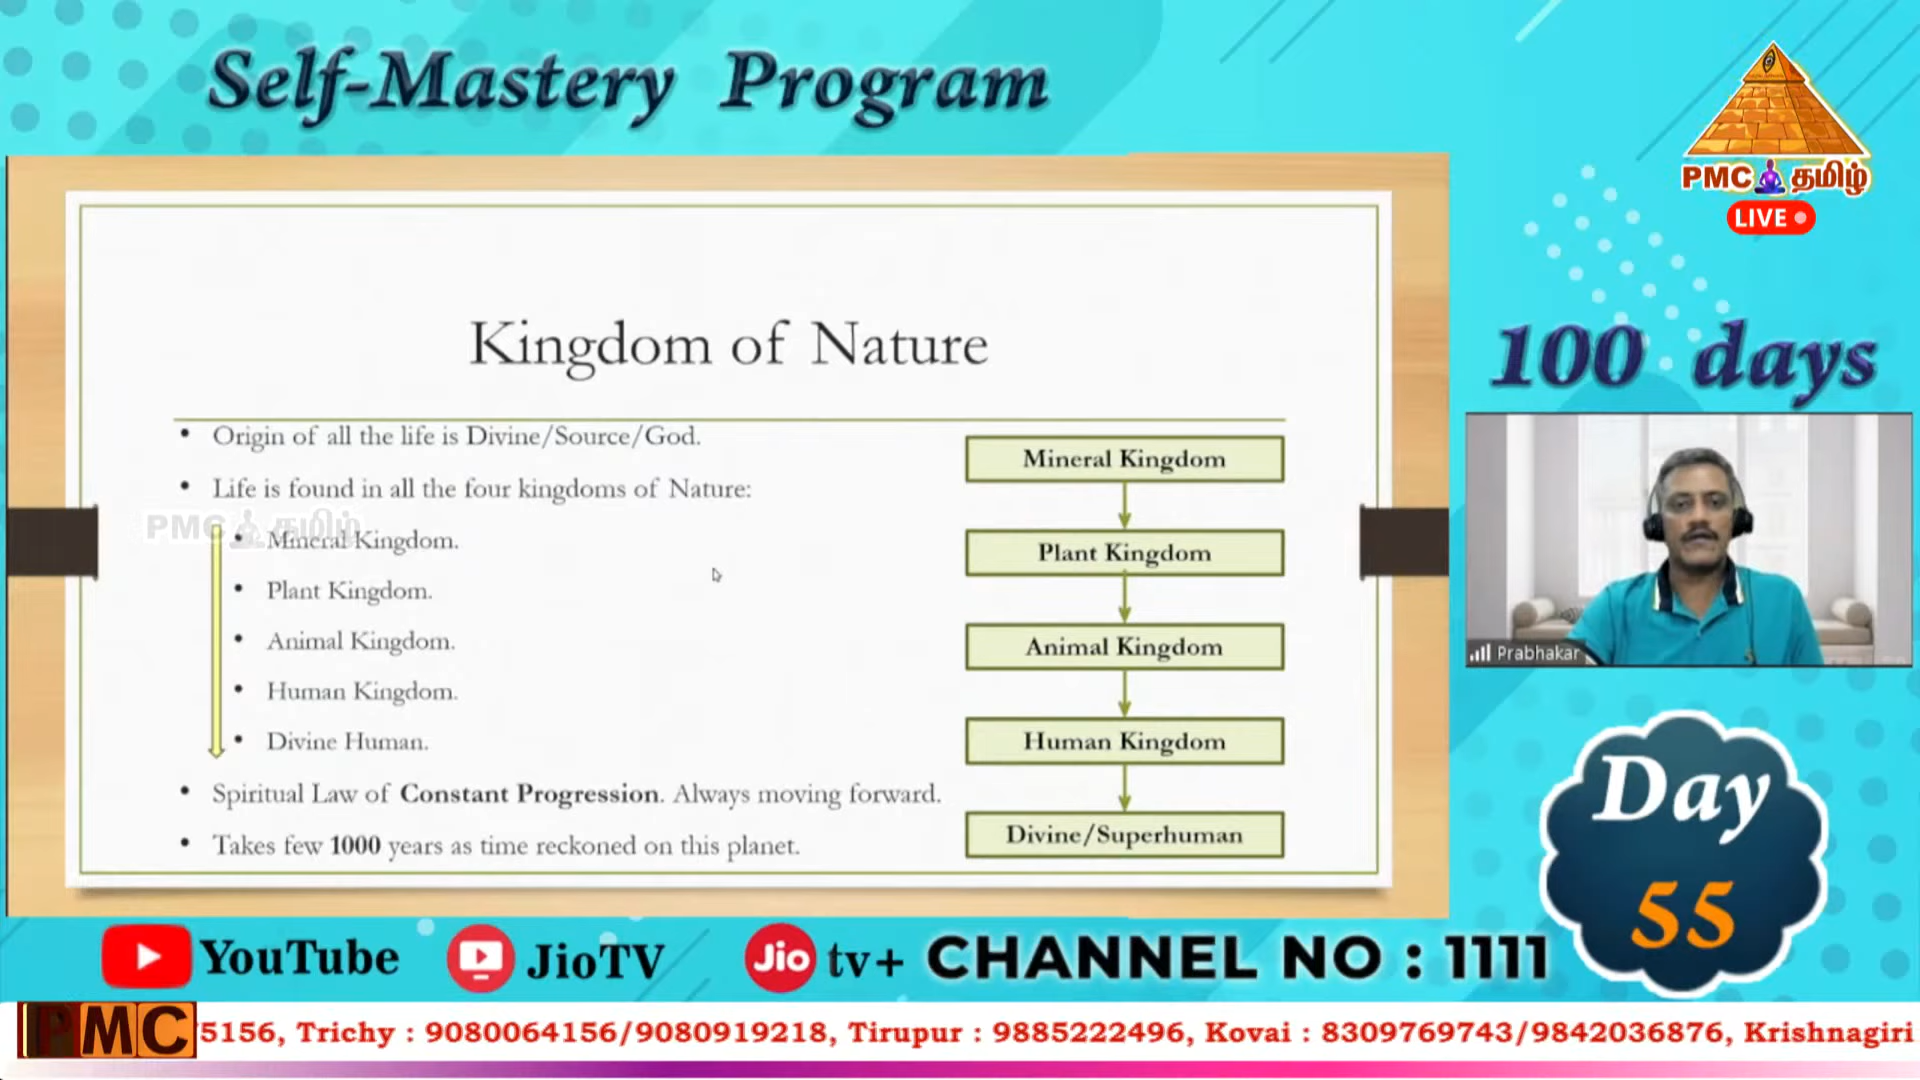 Self-Mastery Program
PMC தமிழ்
LIVE
100 days
Kingdom of Nature
• Origin of all the life is Divine/Source/God.
• Life is found in all the four kingdoms of Nature:
PMC தமிழ்
• Mineral Kingdom.
• Plant Kingdom.
• Animal Kingdom.
• Human Kingdom.
• Divine Human.
• Spiritual Law of Constant Progression. Always moving forward.
• Takes few 1000 years as time reckoned on this planet.
Mineral Kingdom
Plant Kingdom
Animal Kingdom
Human Kingdom
Divine/Superhuman
Prabhakar
Day
55
YouTube JioTV Jio tv+ CHANNEL NO : 1111
PMC 5156, Trichy : 9080064156/9080919218, Tirupur : 9885222496, Kovai : 8309769743/9842036876, Krishnagiri